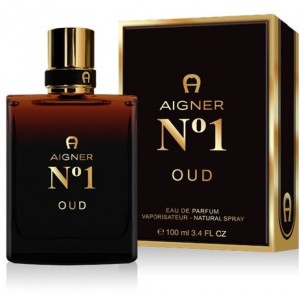 AIGNER
Nº1
OUD
AIGNER
Nº1
OUD
EAU DE PARFUM
VAPORISATEUR - NATURAL SPRAY
℮ 100 ml 3.4 FL OZ